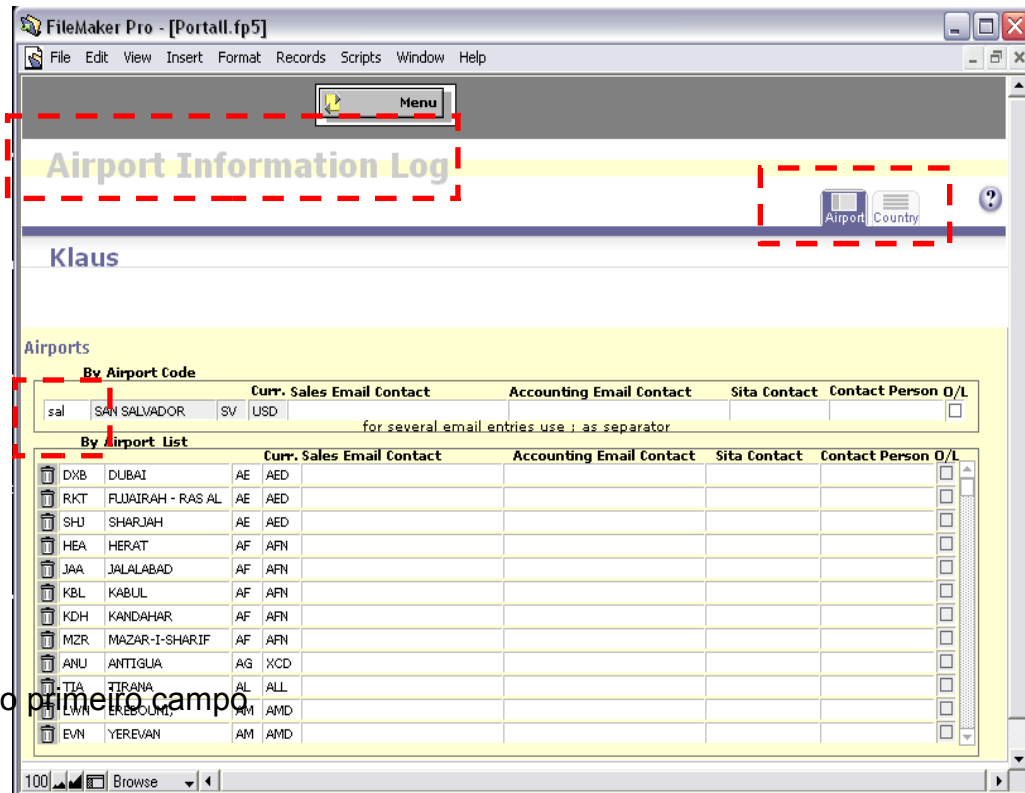 FileMaker Pro - [Portall.fp5]
File Edit View Insert Format Records Scripts Window Help
Menu
Airport Information Log
Airport Country ?
Klaus
Airports
By Airport Code
Curr. Sales Email Contact Accounting Email Contact Sita Contact Contact Person O/L
sal SAN SALVADOR SV USD
for several email entries use ; as separator
By Airport List
Curr. Sales Email Contact Accounting Email Contact Sita Contact Contact Person O/L
DXB DUBAI AE AED
RKT FUJAIRAH - RAS AL AE AED
SHJ SHARJAH AE AED
HEA HERAT AF AFN
JAA JALALABAD AF AFN
KBL KABUL AF AFN
KDH KANDAHAR AF AFN
MZR MAZAR-I-SHARIF AF AFN
ANU ANTIGUA AG XCD
TIA TIRANA AL ALL
o primeiro campo
LWN EREBOUNI, AM AMD
EVN YEREVAN AM AMD
100 Browse